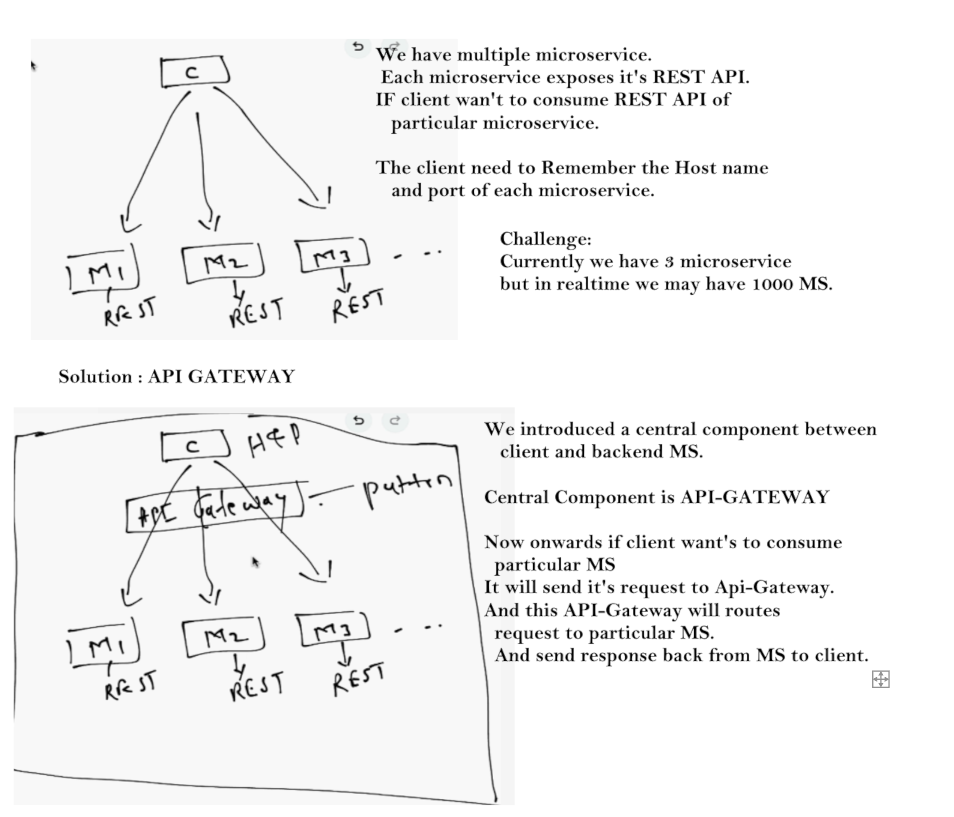 We have multiple microservice.
Each microservice exposes it's REST API.
IF client wan't to consume REST API of
particular microservice.
The client need to Remember the Host name
and port of each microservice.
Challenge:
Currently we have 3 microservice
but in realtime we may have 1000 MS.
C
M1
M2
M3
REST
REST
REST
Solution : API GATEWAY
We introduced a central component between
client and backend MS.
Central Component is API-GATEWAY
Now onwards if client want's to consume
particular MS
It will send it's request to Api-Gateway.
And this API-Gateway will routes
request to particular MS.
And send response back from MS to client.
C
API Gateway
M1
M2
M3
REST
REST
REST